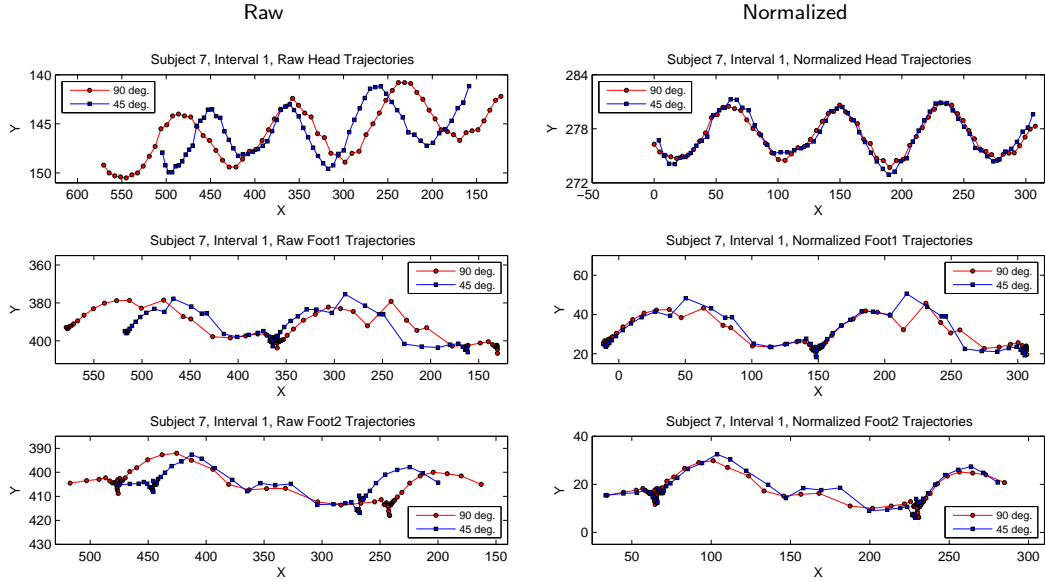 Raw
Normalized
Subject 7, Interval 1, Raw Head Trajectories
140
145
150
Y
90 deg.
45 deg.
600 550 500 450 400 350 300 250 200 150
X
Subject 7, Interval 1, Normalized Head Trajectories
284
278
272
Y
90 deg.
45 deg.
−50 0 50 100 150 200 250 300
X
Subject 7, Interval 1, Raw Foot1 Trajectories
360
380
400
Y
90 deg.
45 deg.
550 500 450 400 350 300 250 200 150
X
Subject 7, Interval 1, Normalized Foot1 Trajectories
60
40
20
Y
90 deg.
45 deg.
0 50 100 150 200 250 300
X
Subject 7, Interval 1, Raw Foot2 Trajectories
390
400
410
420
430
Y
90 deg.
45 deg.
500 450 400 350 300 250 200 150
X
Subject 7, Interval 1, Normalized Foot2 Trajectories
40
20
0
Y
90 deg.
45 deg.
50 100 150 200 250 300
X